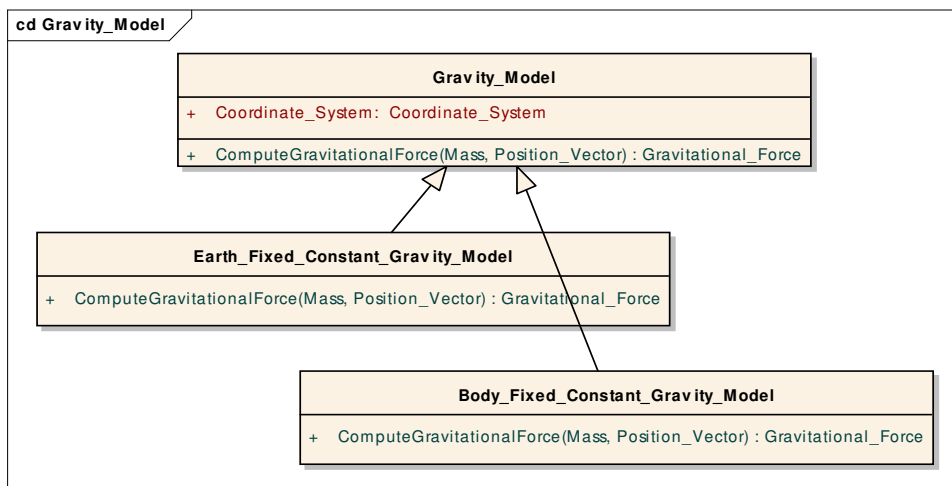 cd Gravity_Model
Gravity_Model
+ Coordinate_System: Coordinate_System
+ ComputeGravitationalForce(Mass, Position_Vector) : Gravitational_Force
Earth_Fixed_Constant_Gravity_Model
+ ComputeGravitationalForce(Mass, Position_Vector) : Gravitational_Force
Body_Fixed_Constant_Gravity_Model
+ ComputeGravitationalForce(Mass, Position_Vector) : Gravitational_Force